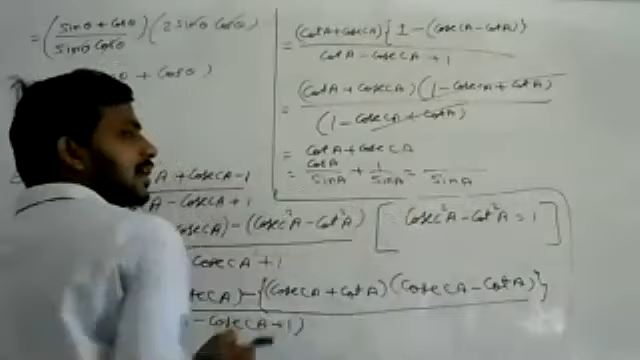 = (sinθ + cosθ / sinθ cosθ) (2 sinθ cosθ)
θ + cosθ )
A + cosecA - 1
A - cosecA + 1
osecA) - (cosec²A - cot²A) [ cosec²A - cot²A = 1 ]
cosecA + 1
secA) - {(cosecA + cotA) (cosecA - cotA)}
- cosecA + 1)
= (cotA + cosecA) { 1 - (cosecA - cotA)}
cotA - cosecA + 1
= (cotA + cosecA) (1 - cosecA + cotA)
(1 - cosecA + cotA)
= cotA + cosecA
= cosA / sinA + 1 / sinA = / sinA